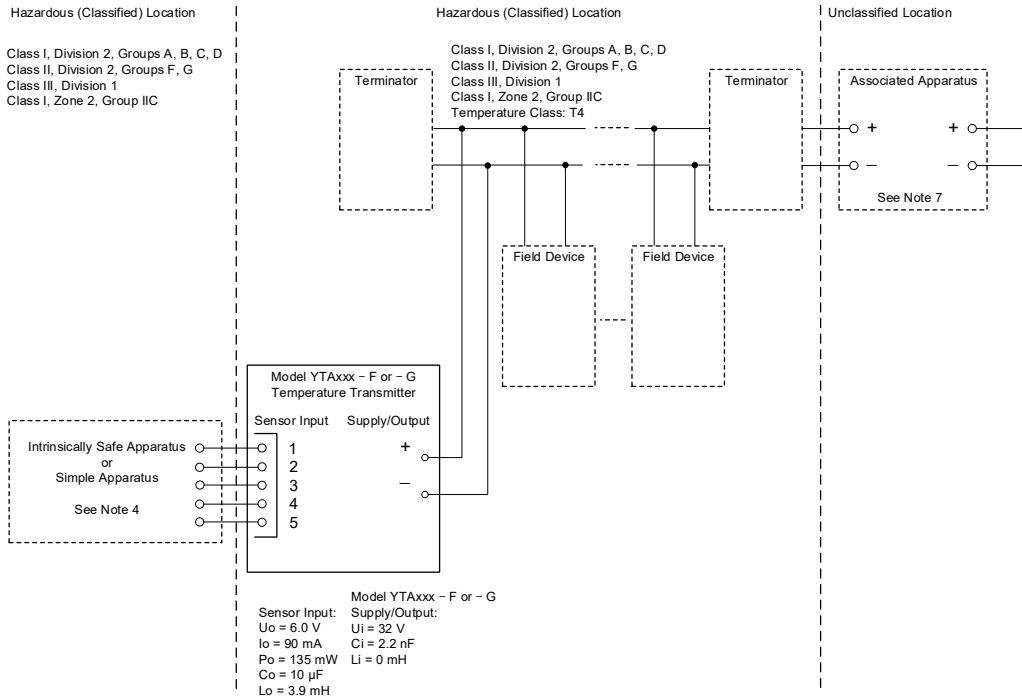 Hazardous (Classified) Location
Class I, Division 2, Groups A, B, C, D
Class II, Division 2, Groups F, G
Class III, Division 1
Class I, Zone 2, Group IIC
Hazardous (Classified) Location
Class I, Division 2, Groups A, B, C, D
Class II, Division 2, Groups F, G
Class III, Division 1
Class I, Zone 2, Group IIC
Temperature Class: T4
Unclassified Location
Terminator
Terminator
Associated Apparatus
+ +
− −
See Note 7
Field Device
Field Device
Model YTAxxx − F or − G
Temperature Transmitter
Sensor Input Supply/Output
+
−
1
2
3
4
5
Intrinsically Safe Apparatus
or
Simple Apparatus
See Note 4
Model YTAxxx − F or − G
Sensor Input:
Uo = 6.0 V
Io = 90 mA
Po = 135 mW
Co = 10 µF
Lo = 3.9 mH
Supply/Output:
Ui = 32 V
Ci = 2.2 nF
Li = 0 mH